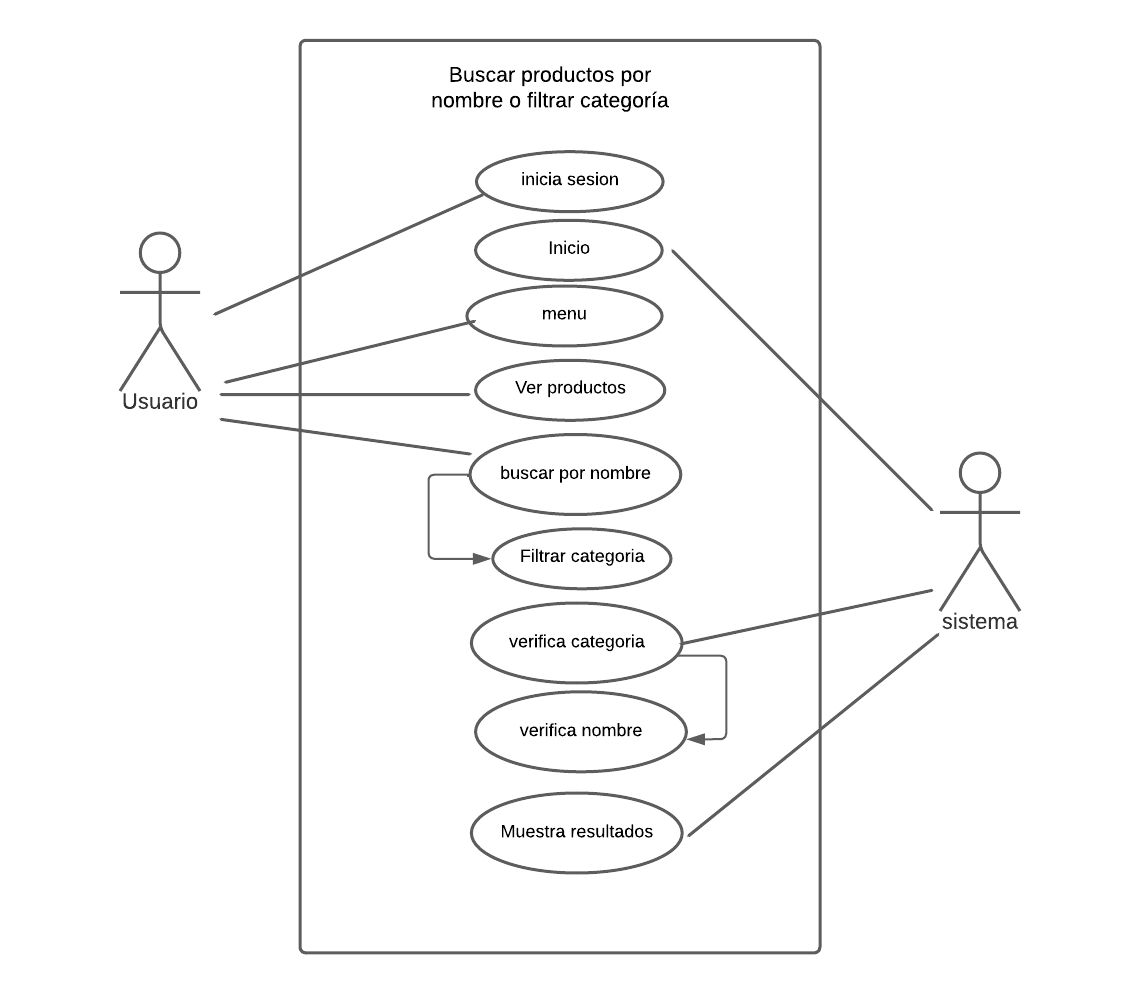 Buscar productos por
nombre o filtrar categoría
inicia sesion
Inicio
menu
Ver productos
Usuario
buscar por nombre
Filtrar categoria
sistema
verifica categoria
verifica nombre
Muestra resultados